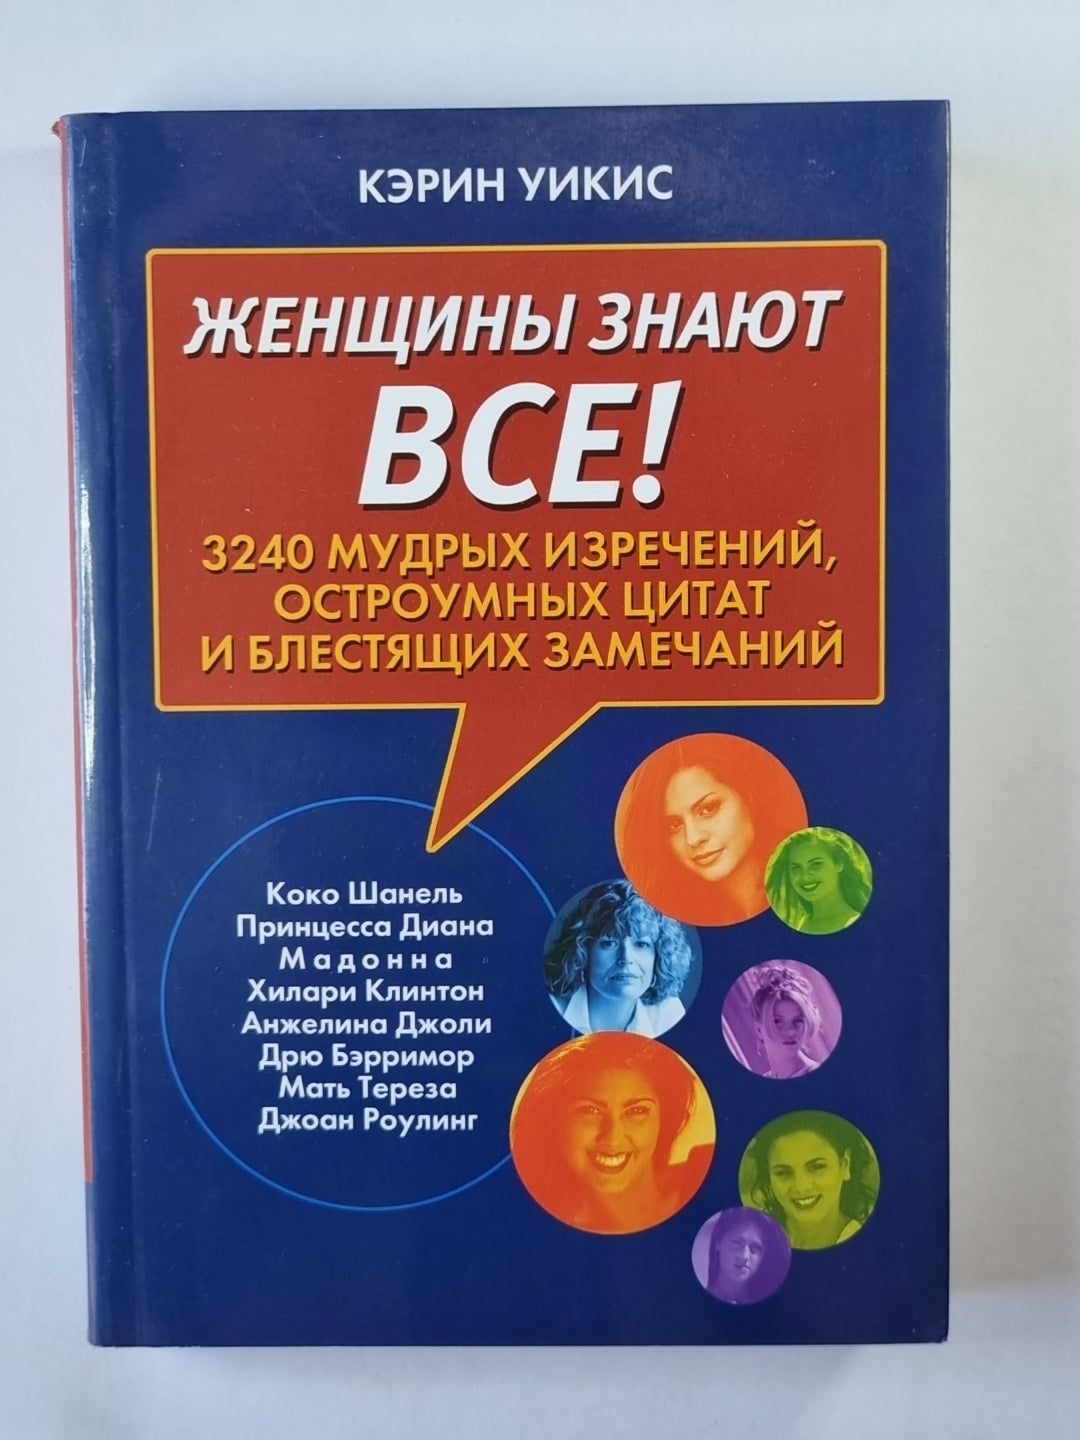 КЭРИН УИКИС
ЖЕНЩИНЫ ЗНАЮТ
ВСЕ!
3240 МУДРЫХ ИЗРЕЧЕНИЙ,
ОСТРОУМНЫХ ЦИТАТ
И БЛЕСТЯЩИХ ЗАМЕЧАНИЙ
Коко Шанель
Принцесса Диана
Мадонна
Хилари Клинтон
Анжелина Джоли
Дрю Бэрримор
Мать Тереза
Джоан Роулинг